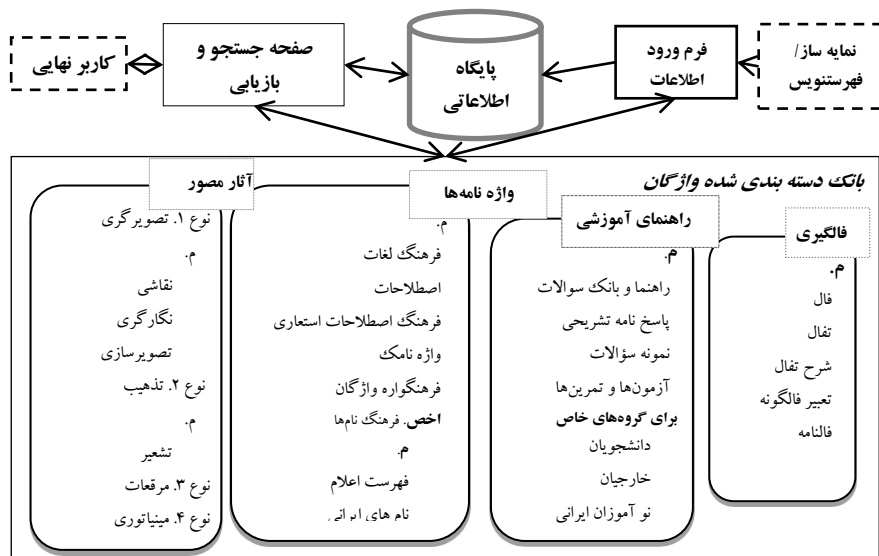 نمایه ساز/
فهرستنویس
فرم ورود
اطلاعات
پایگاه
اطلاعاتی
صفحه جستجو و
بازیابی
کاربر نهایی
بانک دسته بندی شده واژگان
فالگیری
م.
فال
تفال
شرح تفال
تعبیر فالگونه
فالنامه
راهنمای آموزشی
م.
راهنما و بانک سوالات
پاسخ نامه تشریحی
نمونه سؤالات
آزمون‌ها و تمرین‌ها
برای گروه‌های خاص
دانشجویان
خارجیان
نو آموزان ایرانی
واژه نامه‌ها
م.
فرهنگ لغات
اصطلاحات
فرهنگ اصطلاحات استعاری
واژه نامک
فرهنگواره واژگان
اخص. فرهنگ نام‌ها
م.
فهرست اعلام
نام های ایرانی
آثار مصور
نوع ۱. تصویرگری
م.
نقاشی
نگارگری
تصویرسازی
نوع ۲. تذهیب
م.
تشعیر
نوع ۳. مرقعات
نوع ۴. مینیاتوری